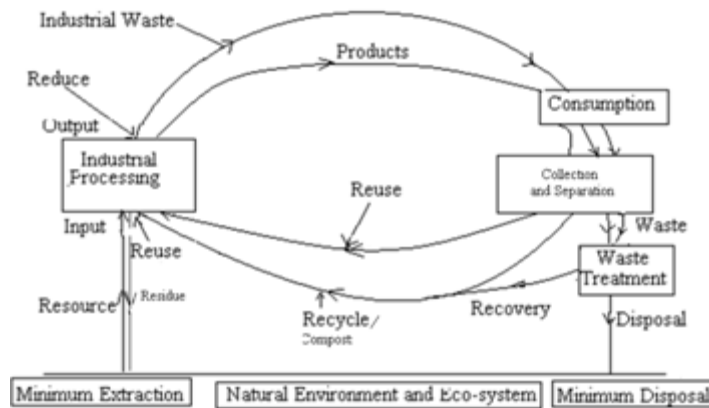 Industrial Waste
Products
Reduce
Consumption
Output
Industrial
Processing
Collection
and Separation
Reuse
Input
Reuse
Waste
Waste
Treatment
Resource
Residue
Recycle/
Compost
Recovery
Disposal
Minimum Extraction
Natural Environment and Eco-system
Minimum Disposal